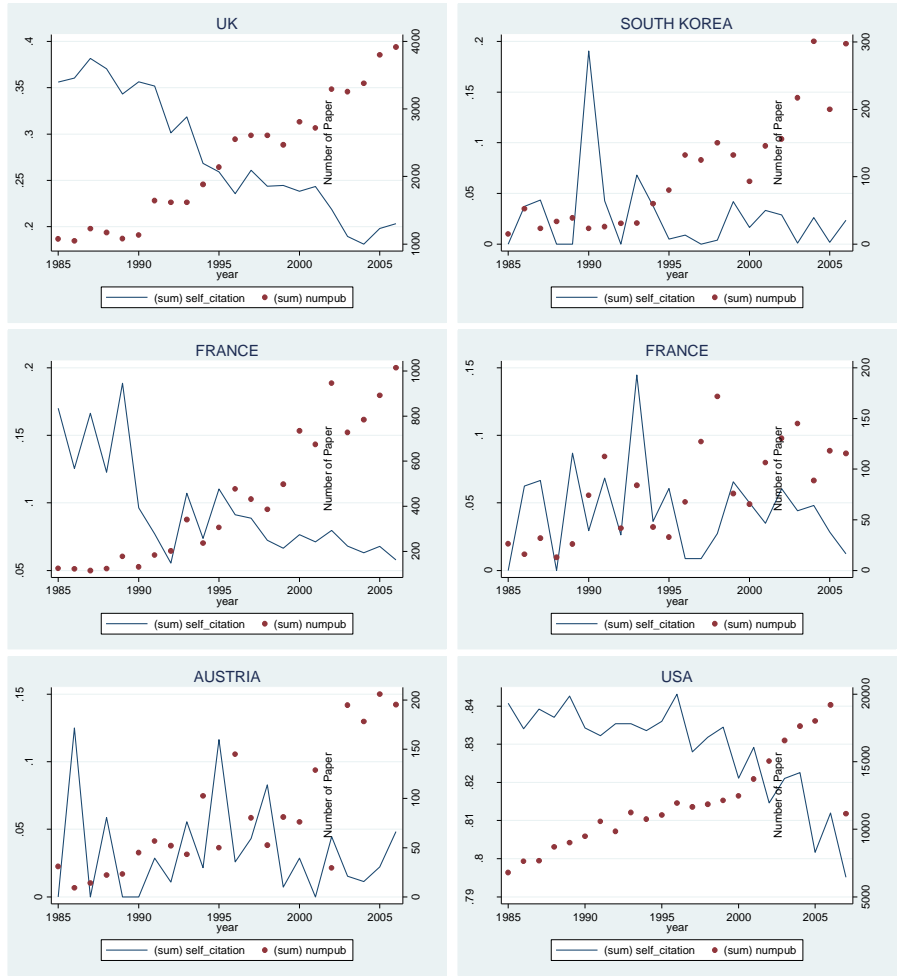 UK
.4
.35
.3
.25
.2
4000
3000
2000
1000
Number of Paper
1985 1990 1995 2000 2005
year
(sum) self_citation (sum) numpub
SOUTH KOREA
.2
.15
.1
.05
0
300
200
100
0
Number of Paper
1985 1990 1995 2000 2005
year
(sum) self_citation (sum) numpub
FRANCE
.2
.15
.1
.05
1000
800
600
400
200
Number of Paper
1985 1990 1995 2000 2005
year
(sum) self_citation (sum) numpub
FRANCE
.15
.1
.05
0
200
150
100
50
0
Number of Paper
1985 1990 1995 2000 2005
year
(sum) self_citation (sum) numpub
AUSTRIA
.15
.1
.05
0
200
150
100
50
0
Number of Paper
1985 1990 1995 2000 2005
year
(sum) self_citation (sum) numpub
USA
.84
.83
.82
.81
.8
.79
20000
15000
10000
5000
Number of Paper
1985 1990 1995 2000 2005
year
(sum) self_citation (sum) numpub